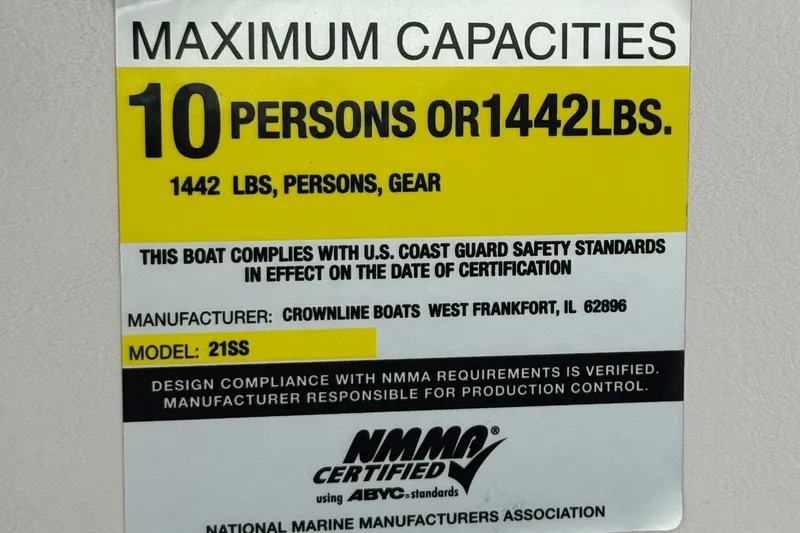 MAXIMUM CAPACITIES
10 PERSONS OR 1442 LBS.
1442 LBS, PERSONS, GEAR
THIS BOAT COMPLIES WITH U.S. COAST GUARD SAFETY STANDARDS
IN EFFECT ON THE DATE OF CERTIFICATION
MANUFACTURER: CROWNLINE BOATS WEST FRANKFORT, IL 62896
MODEL: 21SS
DESIGN COMPLIANCE WITH NMMA REQUIREMENTS IS VERIFIED.
MANUFACTURER RESPONSIBLE FOR PRODUCTION CONTROL.
NMMA®
CERTIFIED
using ABYC® standards
NATIONAL MARINE MANUFACTURERS ASSOCIATION